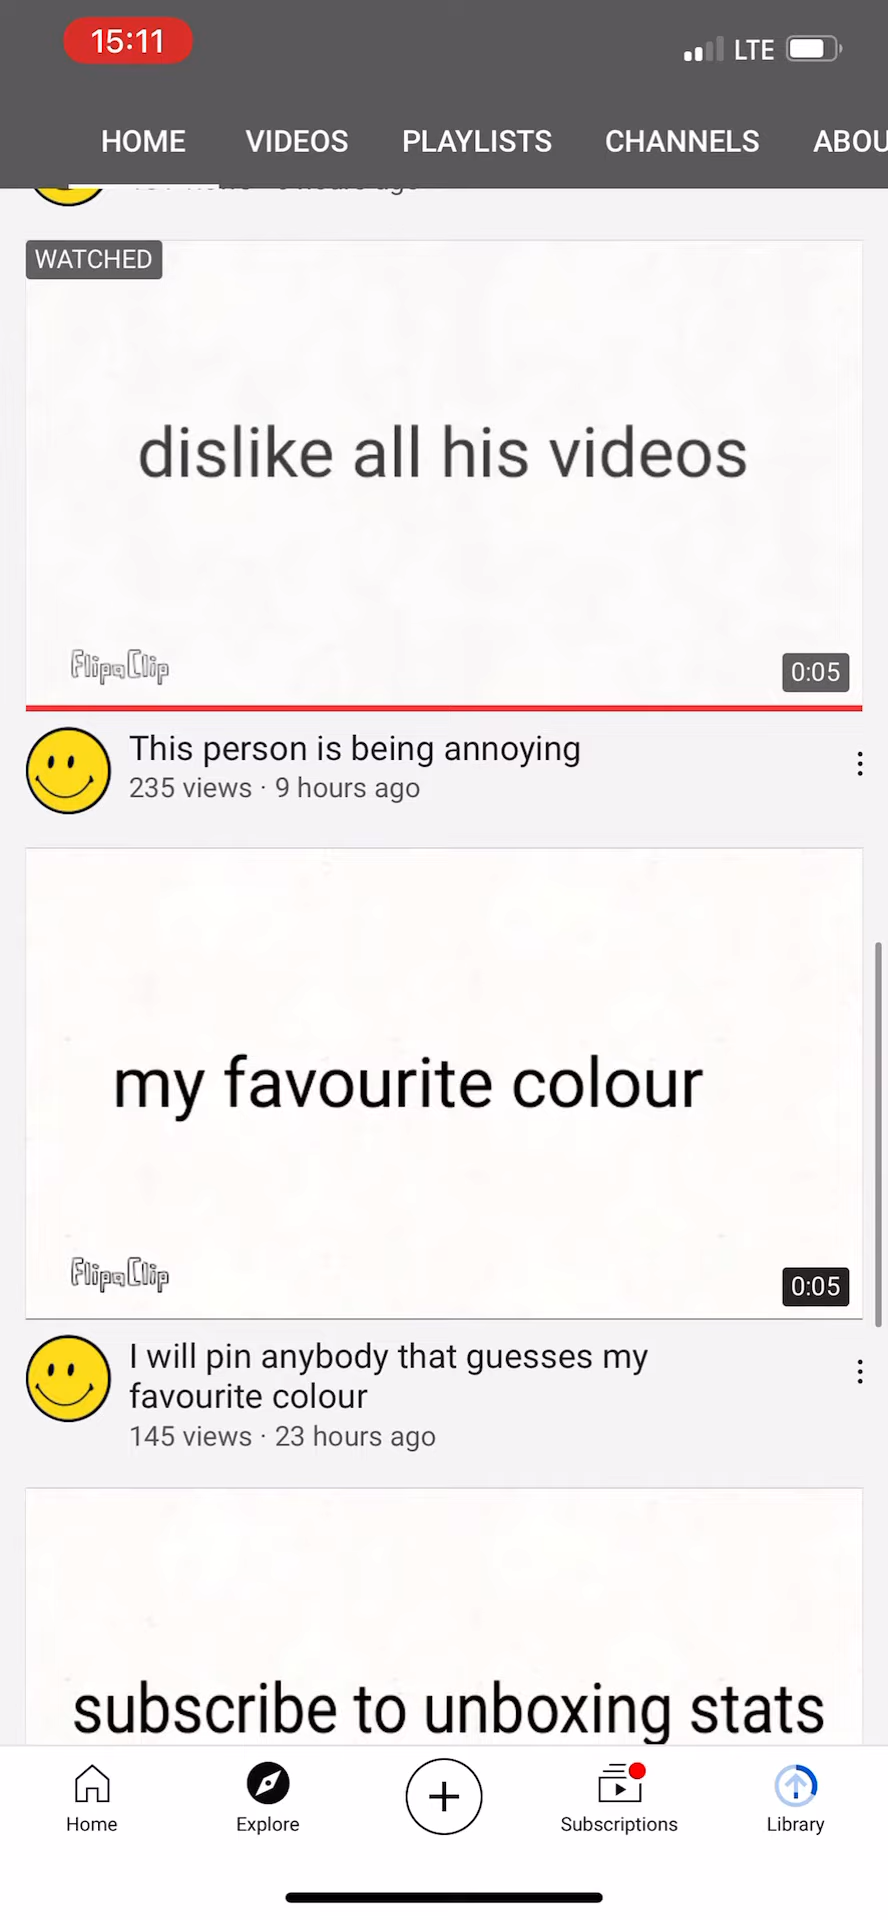 15:11
LTE
HOME VIDEOS PLAYLISTS CHANNELS ABOU
WATCHED
dislike all his videos
FlipaClip
0:05
This person is being annoying
235 views · 9 hours ago
my favourite colour
FlipaClip
0:05
I will pin anybody that guesses my
favourite colour
145 views · 23 hours ago
subscribe to unboxing stats
Home Explore Subscriptions Library